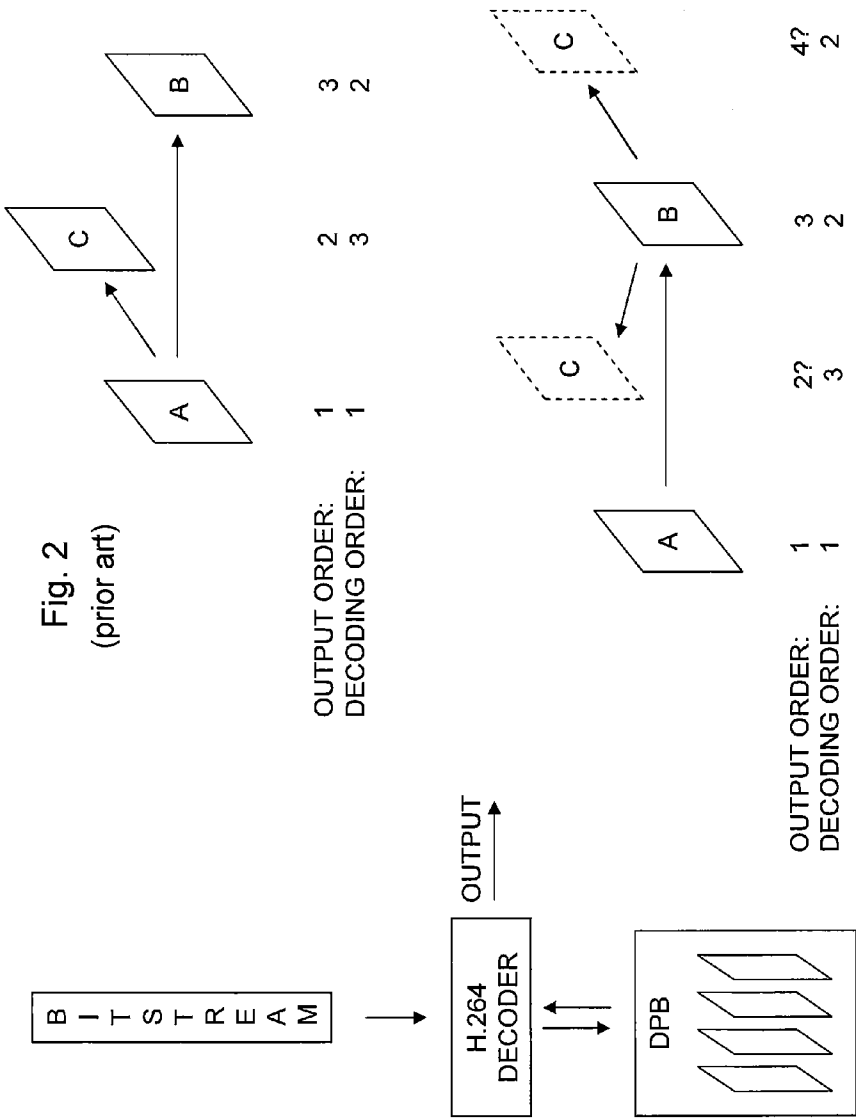 Fig. 2
(prior art)
B I T S T R E A M
H.264
DECODER
OUTPUT
DPB
A
C
B
OUTPUT ORDER: 1 2 3
DECODING ORDER: 1 3 2
A
C
B
C
OUTPUT ORDER: 1 2? 3 4?
DECODING ORDER: 1 3 2 2